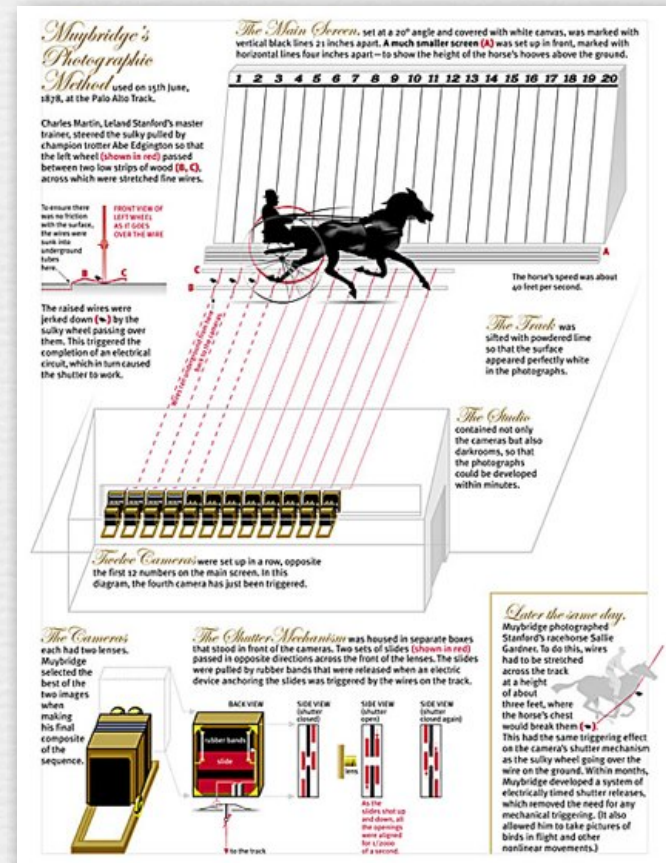 Muybridge's
Photographic
Method used on 15th June,
1878, at the Palo Alto Track.
Charles Martin, Leland Stanford's master
trainer, steered the sulky pulled by
champion trotter Abe Edgington so that
the left wheel (shown in red) passed
between two low strips of wood (B, C),
across which were stretched fine wires.
The Main Screen, set at a 20° angle and covered with white canvas, was marked with
vertical black lines 21 inches apart. A much smaller screen (A) was set up in front, marked with
horizontal lines four inches apart – to show the height of the horse's hooves above the ground.
1 2 3 4 5 6 7 8 9 10 11 12 13 14 15 16 17 18 19 20
To ensure there
was no friction
with the surface,
the wires were
sunk into
underground
tubes
here.
FRONT VIEW OF
LEFT WHEEL
AS IT GOES
OVER THE WIRE
B
C
C
B
A
The horse's speed was about
40 feet per second.
The raised wires were
jerked down by the
sulky wheel passing over
them. This triggered the
completion of an electrical
circuit, which in turn caused
the shutter to work.
Wires ran underground from here
back to the cameras
The Track was
sifted with powdered lime
so that the surface
appeared perfectly white
in the photographs.
The Studio
contained not only
the cameras but also
darkrooms, so that
the photographs
could be developed
within minutes.
Twelve Cameras were set up in a row, opposite
the first 12 numbers on the main screen. In this
diagram, the fourth camera has just been triggered.
The Cameras
each had two lenses.
Muybridge
selected the
best of the
two images
when
making
his final
composite
of the
sequence.
The Shutter Mechanism was housed in separate boxes
that stood in front of the cameras. Two sets of slides (shown in red)
passed in opposite directions across the front of the lenses. The slides
were pulled by rubber bands that were released when an electric
device anchoring the slides was triggered by the wires on the track.
BACK VIEW
rubber bands
slide
to the track
SIDE VIEW
(shutter
closed)
SIDE VIEW
(shutter
open)
SIDE VIEW
(shutter
closed again)
lens
As the
slides shot up
and down, all
the openings
were aligned
for 1/2000
of a second.
Later the same day,
Muybridge photographed
Stanford's racehorse Sallie
Gardner. To do this, wires
had to be stretched
across the track
at a height
of about
three feet, where
the horse's chest
would break them.
This had the same triggering effect
on the camera's shutter mechanism
as the sulky wheel going over the
wire on the ground. Within months,
Muybridge developed a system of
electrically timed shutter releases,
which removed the need for any
mechanical triggering. (It also
allowed him to take pictures of
birds in flight and other
nonlinear movements.)